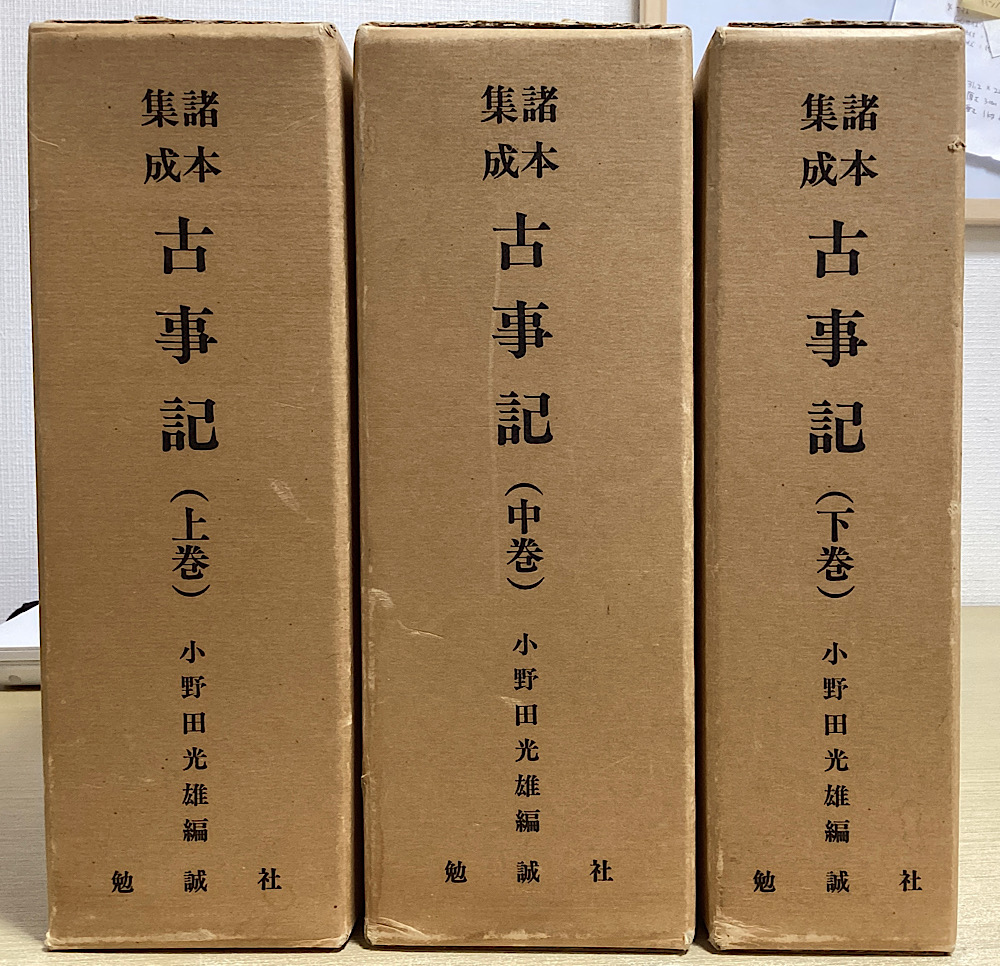 諸本
集成
古事記
(上巻)
小野田光雄編
勉誠社
諸本
集成
古事記
(中巻)
小野田光雄編
勉誠社
諸本
集成
古事記
(下巻)
小野田光雄編
勉誠社